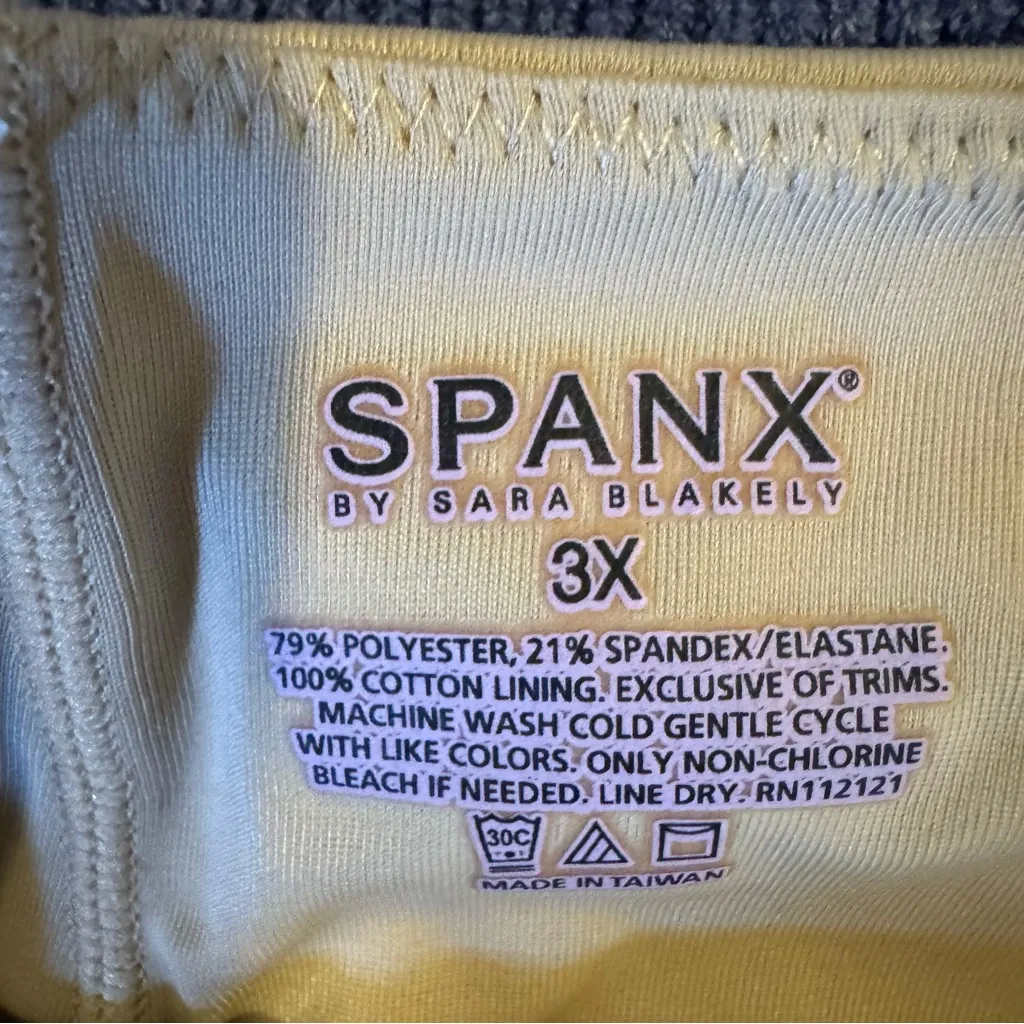 SPANX®
BY SARA BLAKELY
3X
79% POLYESTER, 21% SPANDEX/ELASTANE.
100% COTTON LINING. EXCLUSIVE OF TRIMS.
MACHINE WASH COLD GENTLE CYCLE
WITH LIKE COLORS. ONLY NON-CHLORINE
BLEACH IF NEEDED. LINE DRY. RN112121
30C
MADE IN TAIWAN